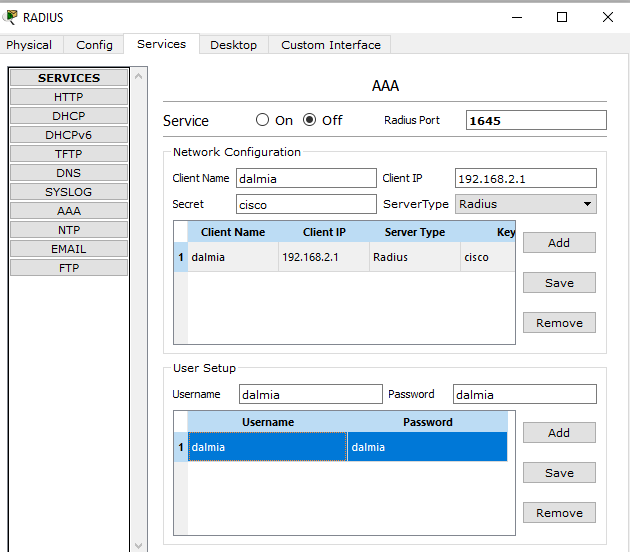 RADIUS
Physical Config Services Desktop Custom Interface
SERVICES
HTTP
DHCP
DHCPv6
TFTP
DNS
SYSLOG
AAA
NTP
EMAIL
FTP
AAA
Service On Off Radius Port 1645
Network Configuration
Client Name dalmia Client IP 192.168.2.1
Secret cisco ServerType Radius
Client Name Client IP Server Type Key
1 dalmia 192.168.2.1 Radius cisco
Add
Save
Remove
User Setup
Username dalmia Password dalmia
Username Password
1 dalmia dalmia
Add
Save
Remove